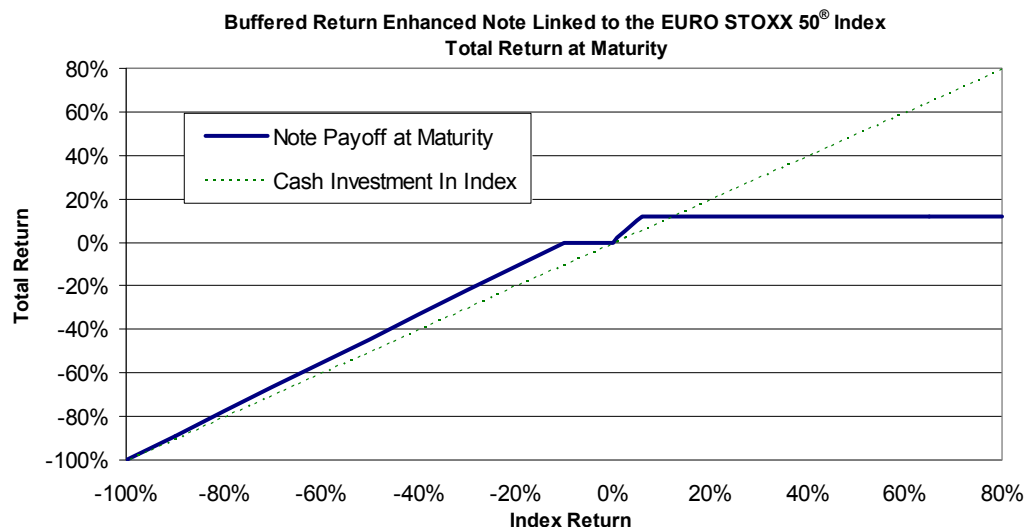 Buffered Return Enhanced Note Linked to the EURO STOXX 50® Index
Total Return at Maturity
80%
60%
40%
20%
0%
-20%
-40%
-60%
-80%
-100%
Total Return
Note Payoff at Maturity
Cash Investment In Index
-100% -80% -60% -40% -20% 0% 20% 40% 60% 80%
Index Return